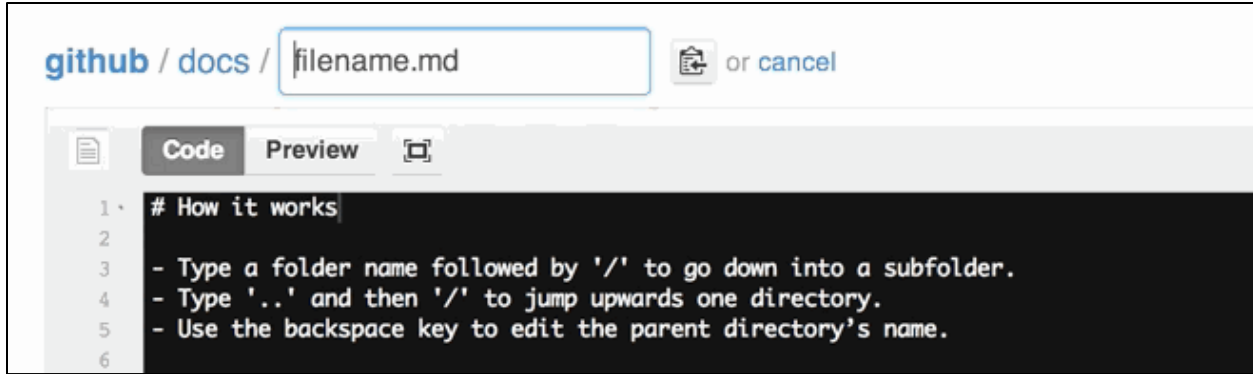 github / docs / filename.md or cancel
Code Preview
1 # How it works
2
3 - Type a folder name followed by '/' to go down into a subfolder.
4 - Type '..' and then '/' to jump upwards one directory.
5 - Use the backspace key to edit the parent directory’s name.
6